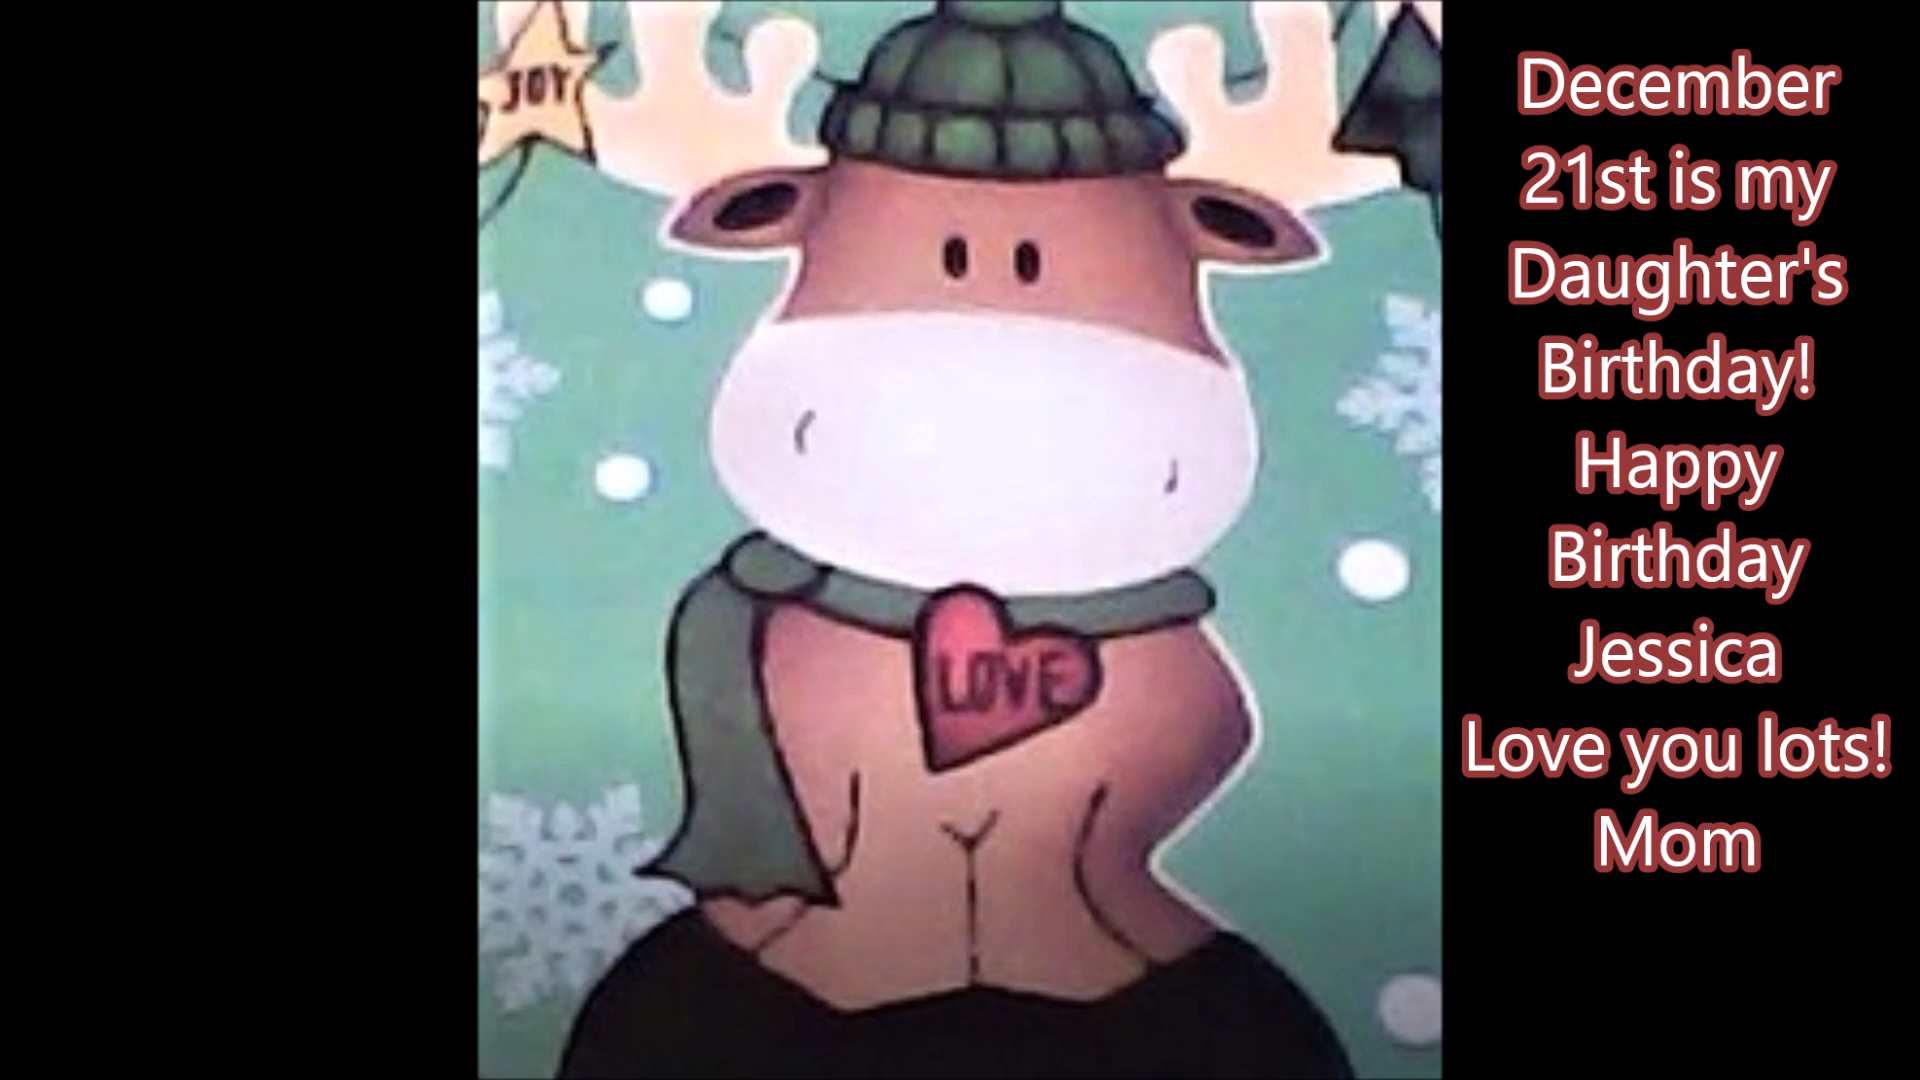 JOY
LOVE
December
21st is my
Daughter's
Birthday!
Happy
Birthday
Jessica
Love you lots!
Mom